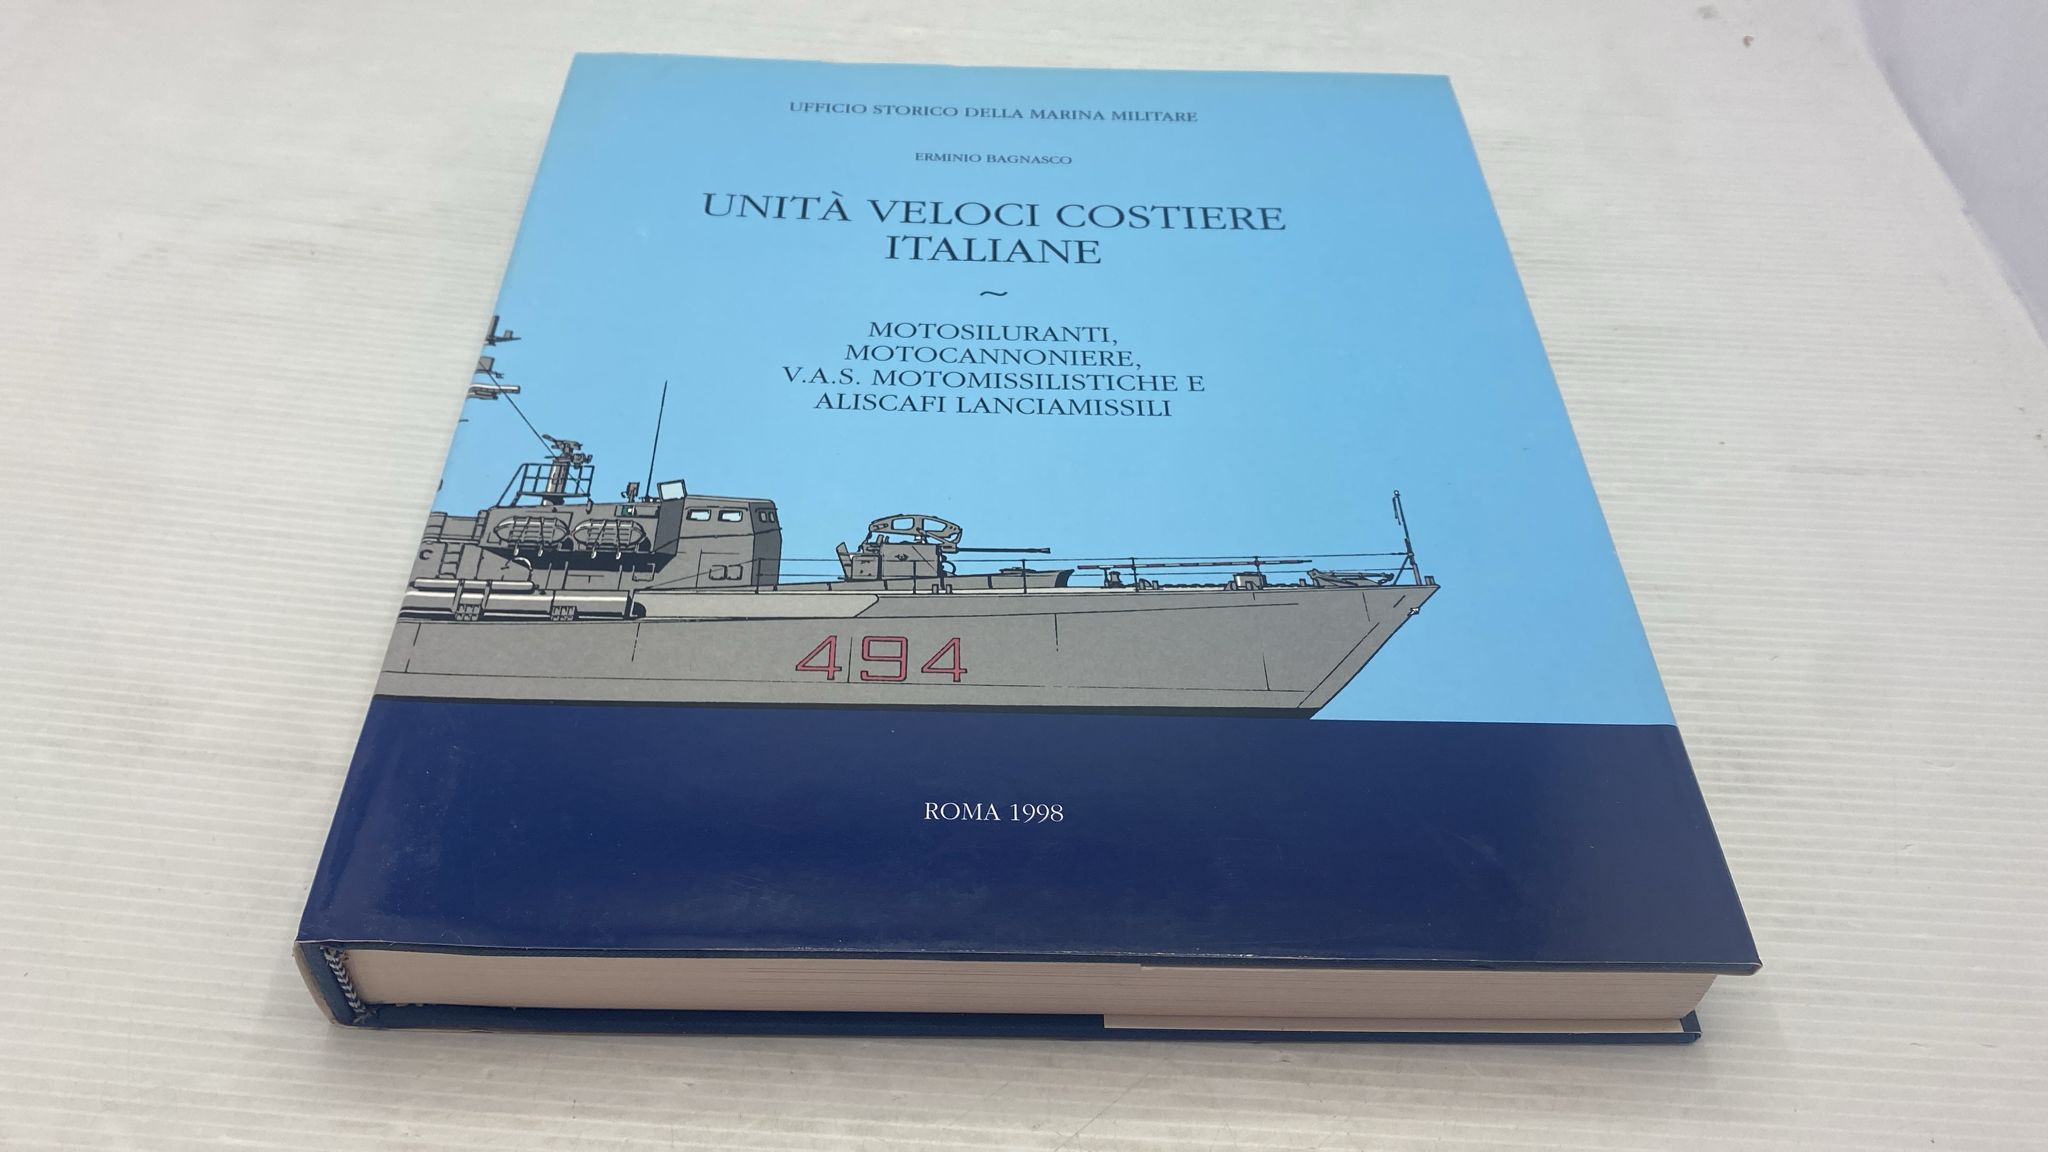 UFFICIO STORICO DELLA MARINA MILITARE
ERMINIO BAGNASCO
UNITÀ VELOCI COSTIERE
ITALIANE
~
MOTOSILURANTI,
MOTOCANNONIERE,
V.A.S. MOTOMISSILISTICHE E
ALISCAFI LANCIAMISSILI
C
494
ROMA 1998